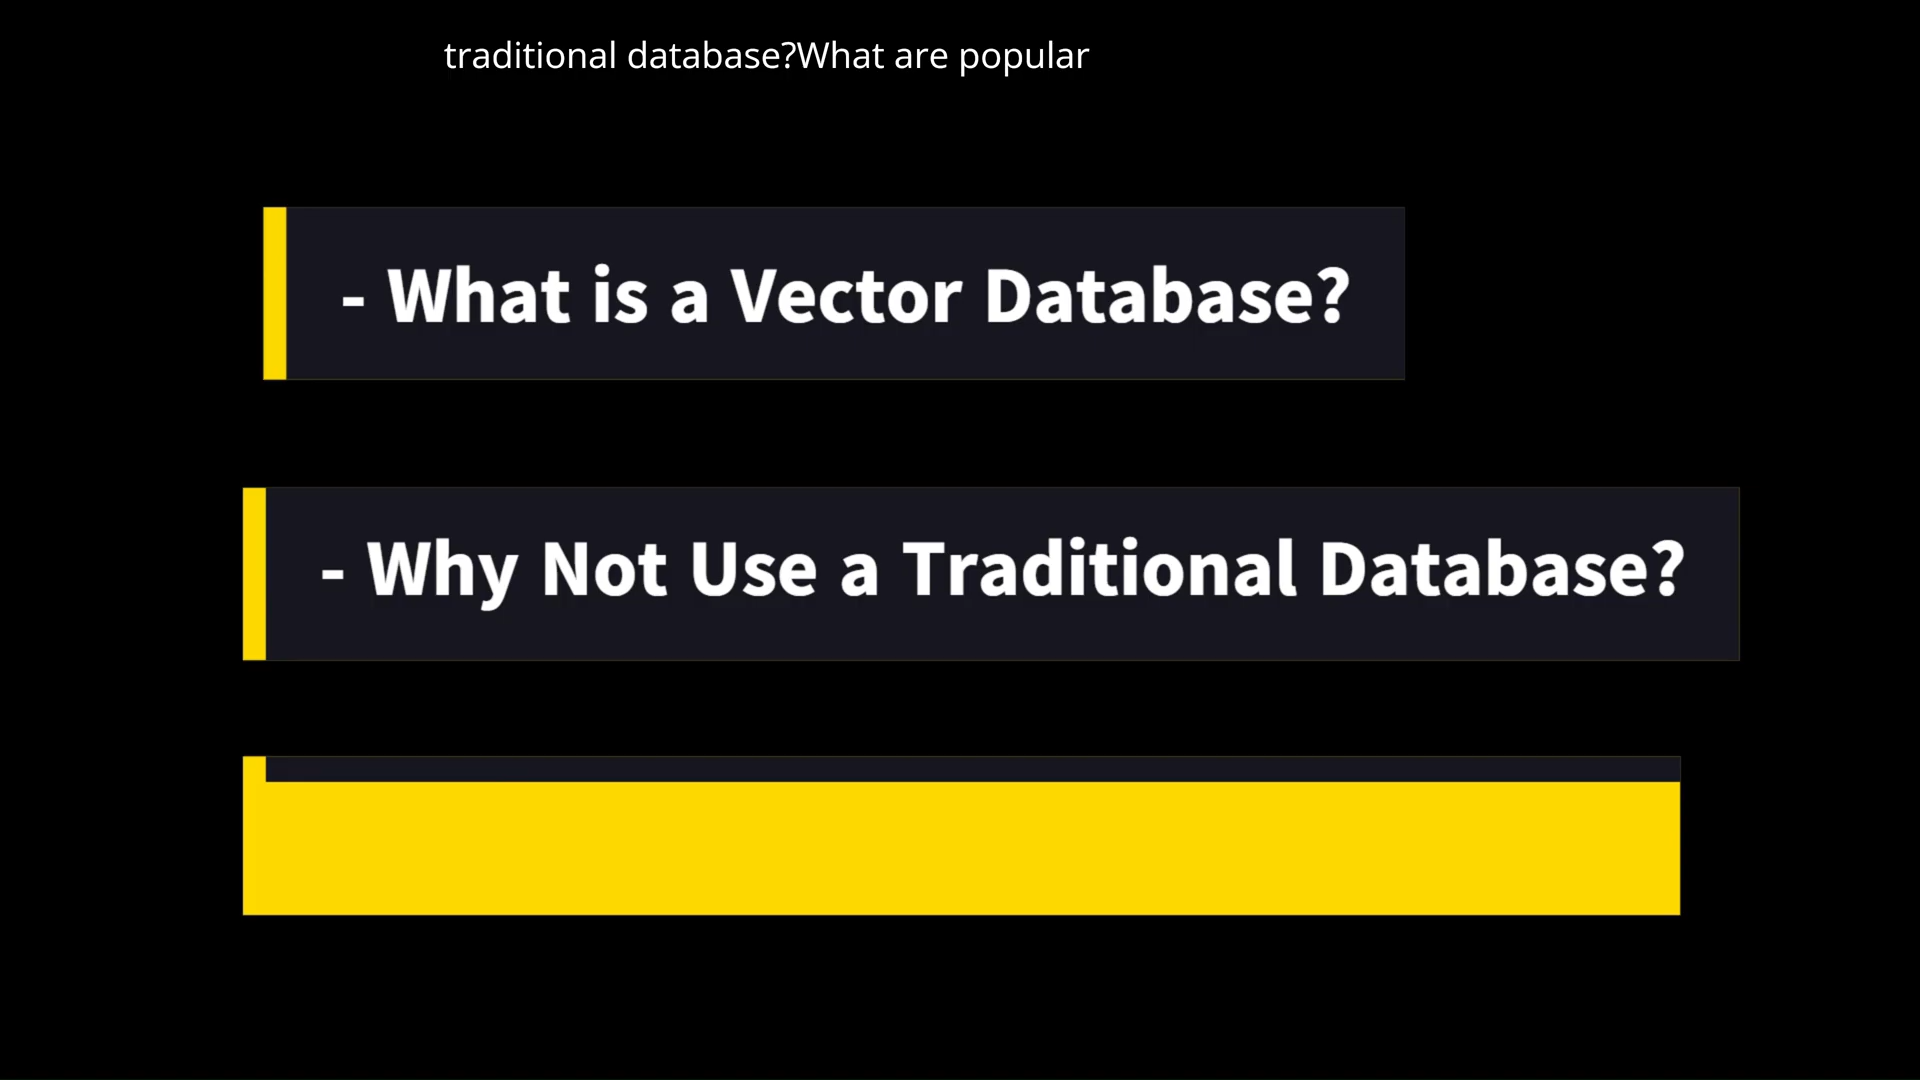 traditional database?What are popular
- What is a Vector Database?
- Why Not Use a Traditional Database?